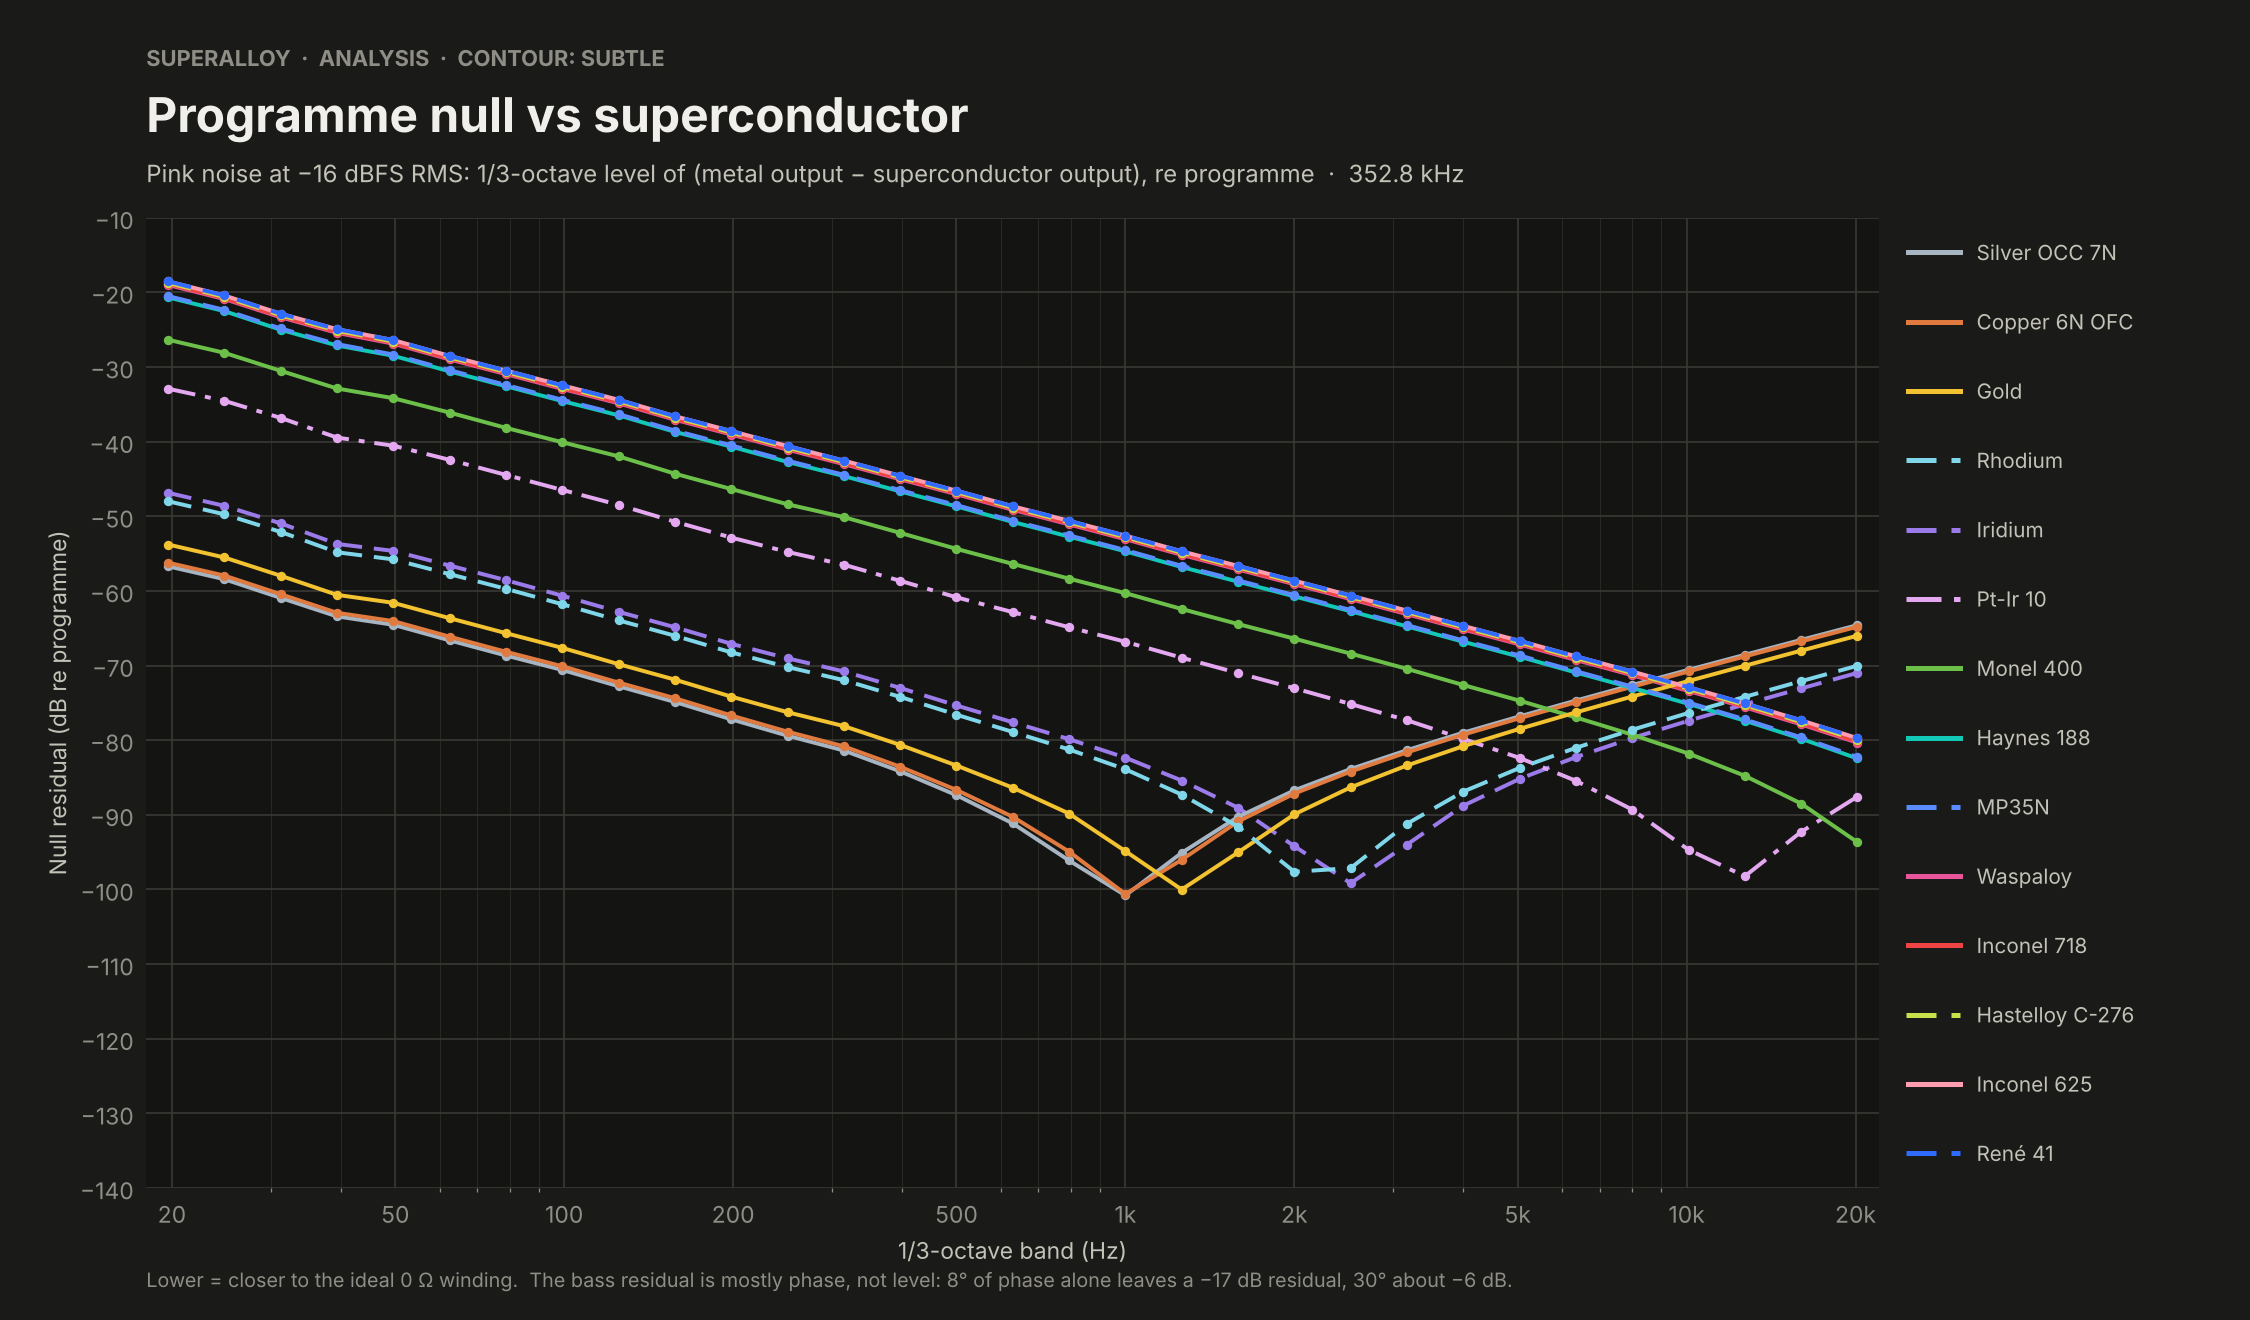 SUPERALLOY · ANALYSIS · CONTOUR: SUBTLE
Programme null vs superconductor
Pink noise at −16 dBFS RMS: 1/3-octave level of (metal output − superconductor output), re programme · 352.8 kHz
Null residual (dB re programme)
−10
−20
−30
−40
−50
−60
−70
−80
−90
−100
−110
−120
−130
−140
20 50 100 200 500 1k 2k 5k 10k 20k
1/3-octave band (Hz)
Silver OCC 7N
Copper 6N OFC
Gold
Rhodium
Iridium
Pt-Ir 10
Monel 400
Haynes 188
MP35N
Waspaloy
Inconel 718
Hastelloy C-276
Inconel 625
René 41
Lower = closer to the ideal 0 Ω winding. The bass residual is mostly phase, not level: 8° of phase alone leaves a −17 dB residual, 30° about −6 dB.